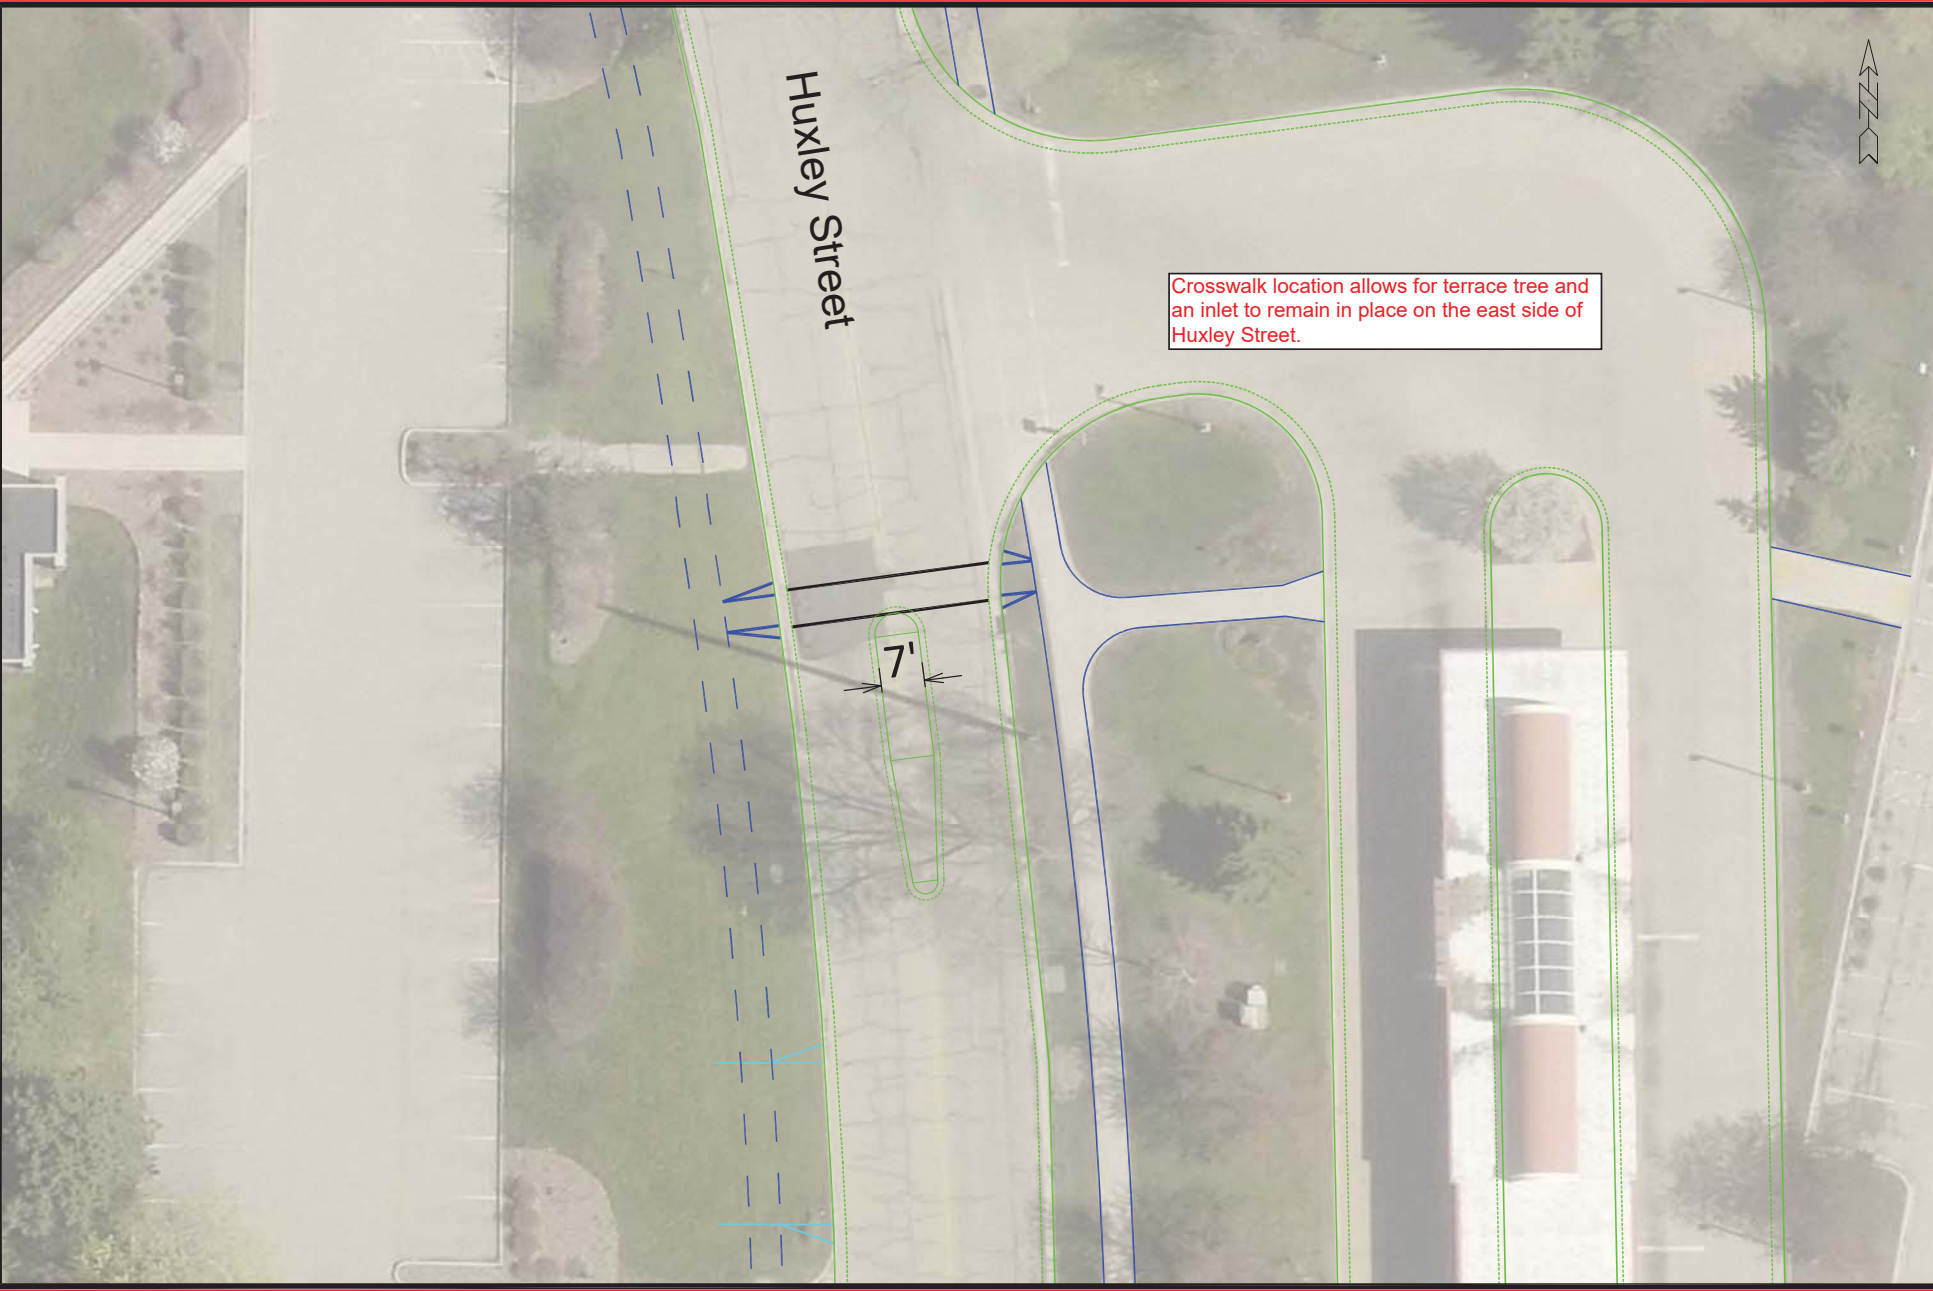 Huxley Street
Crosswalk location allows for terrace tree and
an inlet to remain in place on the east side of
Huxley Street.
7'
N